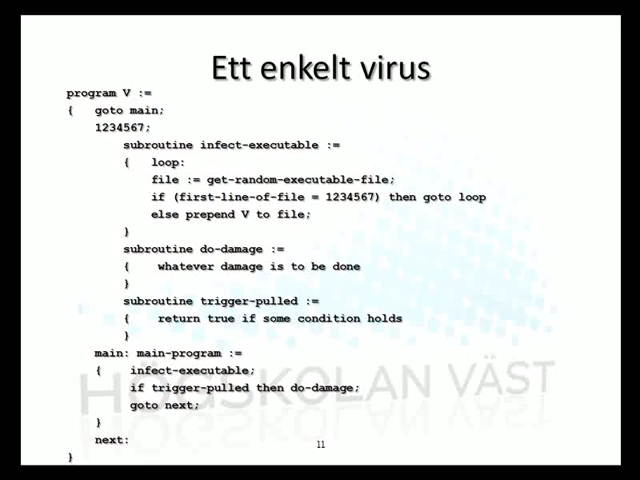 Ett enkelt virus
program V :=
{ goto main;
1234567;
subroutine infect-executable :=
{ loop:
file := get-random-executable-file;
if (first-line-of-file = 1234567) then goto loop
else prepend V to file;
}
subroutine do-damage :=
{ whatever damage is to be done
}
subroutine trigger-pulled :=
{ return true if some condition holds
}
main: main-program :=
{ infect-executable;
if trigger-pulled then do-damage;
goto next;
}
next:
}
HÖGSKOLAN VÄST
11